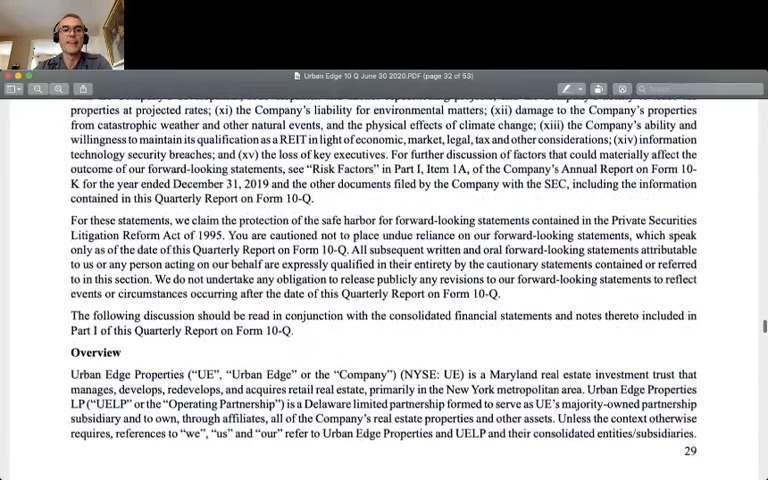 Urban Edge 10 Q June 30 2020.PDF (page 32 of 53)
Search
properties at projected rates; (xi) the Company's liability for environmental matters; (xii) damage to the Company's properties
from catastrophic weather and other natural events, and the physical effects of climate change; (xiii) the Company's ability and
willingness to maintain its qualification as a REIT in light of economic, market, legal, tax and other considerations; (xiv) information
technology security breaches; and (xv) the loss of key executives. For further discussion of factors that could materially affect the
outcome of our forward-looking statements, see “Risk Factors” in Part I, Item 1A, of the Company's Annual Report on Form 10-
K for the year ended December 31, 2019 and the other documents filed by the Company with the SEC, including the information
contained in this Quarterly Report on Form 10-Q.
For these statements, we claim the protection of the safe harbor for forward-looking statements contained in the Private Securities
Litigation Reform Act of 1995. You are cautioned not to place undue reliance on our forward-looking statements, which speak
only as of the date of this Quarterly Report on Form 10-Q. All subsequent written and oral forward-looking statements attributable
to us or any person acting on our behalf are expressly qualified in their entirety by the cautionary statements contained or referred
to in this section. We do not undertake any obligation to release publicly any revisions to our forward-looking statements to reflect
events or circumstances occurring after the date of this Quarterly Report on Form 10-Q.
The following discussion should be read in conjunction with the consolidated financial statements and notes thereto included in
Part I of this Quarterly Report on Form 10-Q.
Overview
Urban Edge Properties (“UE”, “Urban Edge” or the “Company”) (NYSE: UE) is a Maryland real estate investment trust that
manages, develops, redevelops, and acquires retail real estate, primarily in the New York metropolitan area. Urban Edge Properties
LP (“UELP” or the “Operating Partnership”) is a Delaware limited partnership formed to serve as UE's majority-owned partnership
subsidiary and to own, through affiliates, all of the Company's real estate properties and other assets. Unless the context otherwise
requires, references to “we”, “us” and “our” refer to Urban Edge Properties and UELP and their consolidated entities/subsidiaries.
29